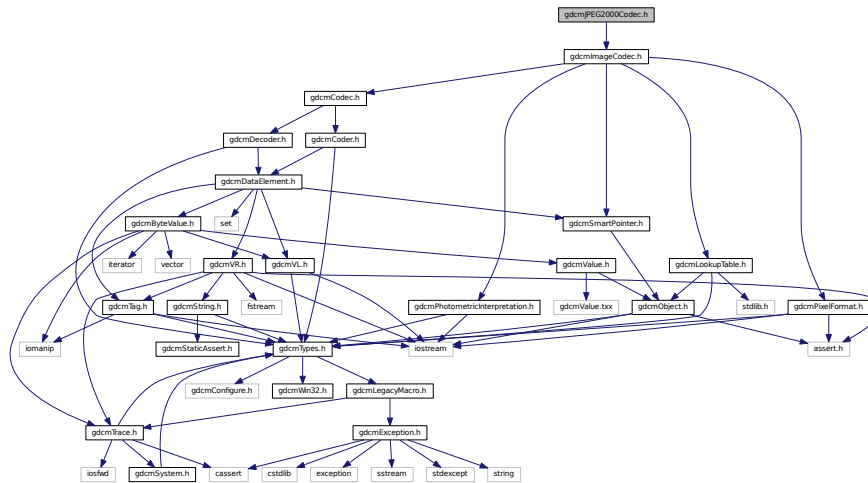 gdcmJPEG2000Codec.h
gdcmImageCodec.h
gdcmCodec.h
gdcmDecoder.h
gdcmCoder.h
gdcmDataElement.h
gdcmByteValue.h
set
gdcmSmartPointer.h
iterator
vector
gdcmVR.h
gdcmVL.h
gdcmValue.h
gdcmLookupTable.h
gdcmTag.h
gdcmString.h
fstream
gdcmPhotometricInterpretation.h
gdcmValue.txx
gdcmObject.h
stdlib.h
gdcmPixelFormat.h
iomanip
gdcmStaticAssert.h
gdcmTypes.h
iostream
assert.h
gdcmConfigure.h
gdcmWin32.h
gdcmLegacyMacro.h
gdcmTrace.h
gdcmException.h
iosfwd
gdcmSystem.h
cassert
cstdlib
exception
sstream
stdexcept
string